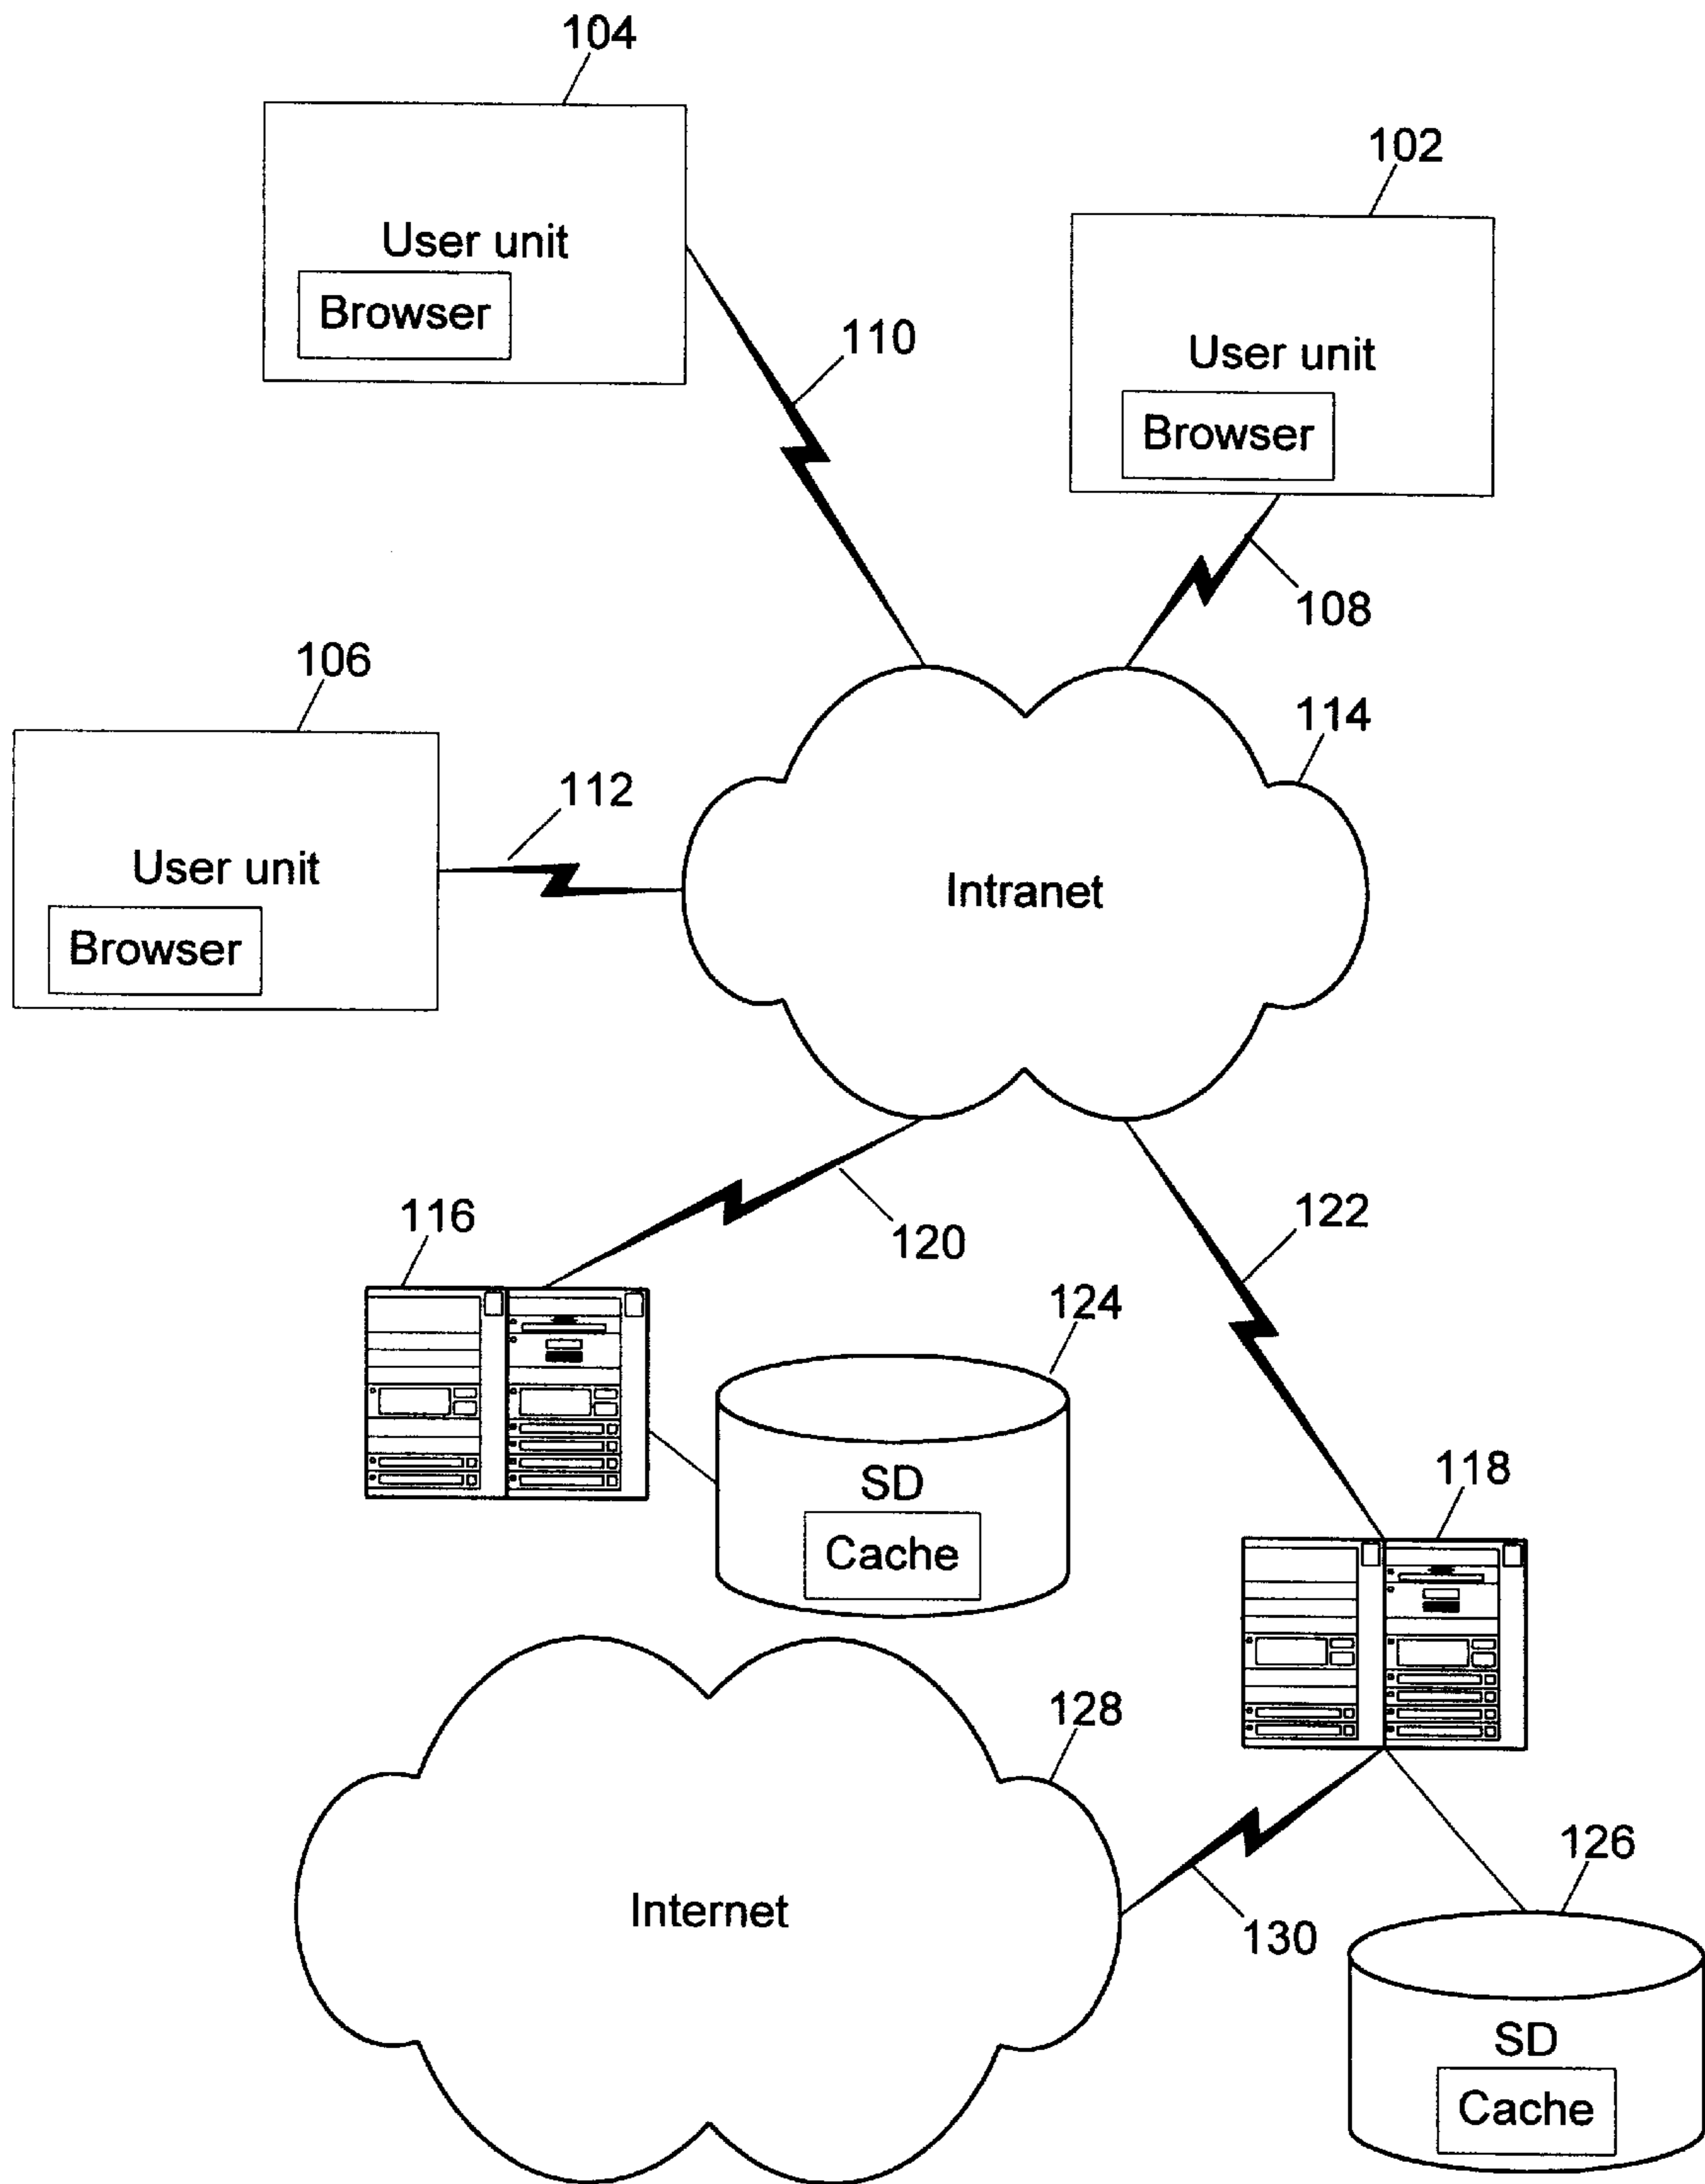 104
102
User unit
Browser
110
User unit
Browser
108
106
114
112
User unit
Browser
Intranet
116
120
122
124
SD
Cache
118
128
Internet
130
126
SD
Cache